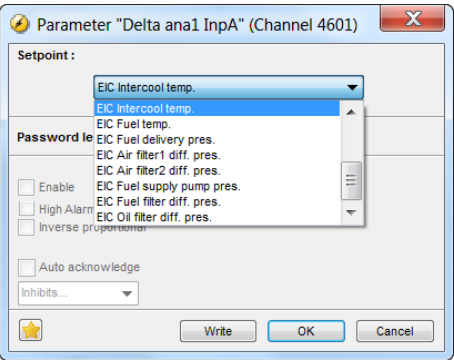 Parameter "Delta ana1 InpA" (Channel 4601)
X
Setpoint :
EIC Intercool temp.
EIC Intercool temp.
EIC Fuel temp.
EIC Fuel delivery pres.
EIC Air filter1 diff. pres.
EIC Air filter2 diff. pres.
EIC Fuel supply pump pres.
EIC Fuel filter diff. pres.
EIC Oil filter diff. pres.
Password le
Enable
High Alarm
Inverse proportional
Auto acknowledge
Inhibits...
Write
OK
Cancel